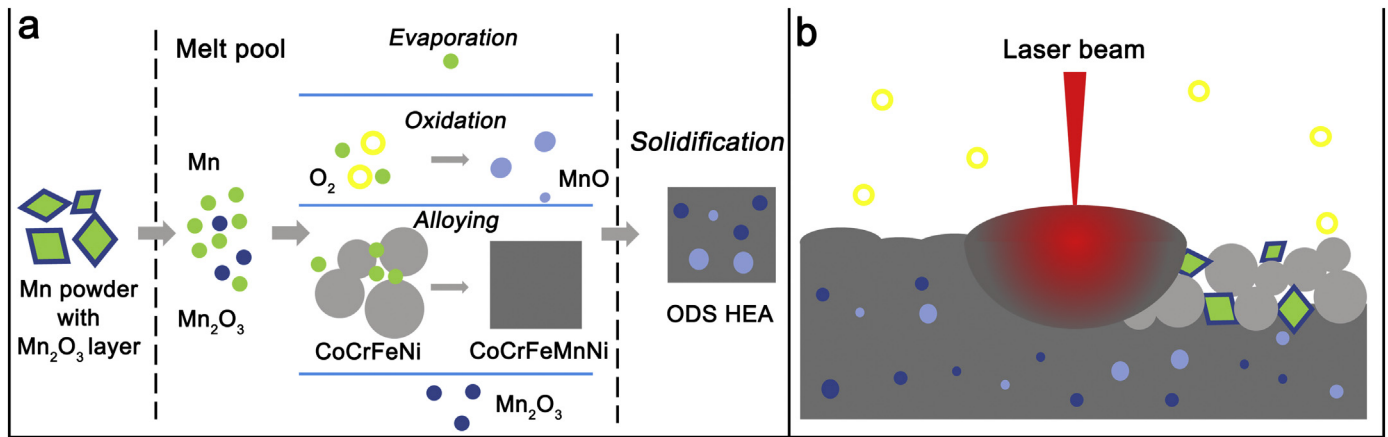 a
Melt pool
Evaporation
Mn
Oxidation
O₂
MnO
Alloying
Mn powder
with
Mn₂O₃ layer
Mn₂O₃
CoCrFeNi
CoCrFeMnNi
Mn₂O₃
Solidification
ODS HEA
b
Laser beam